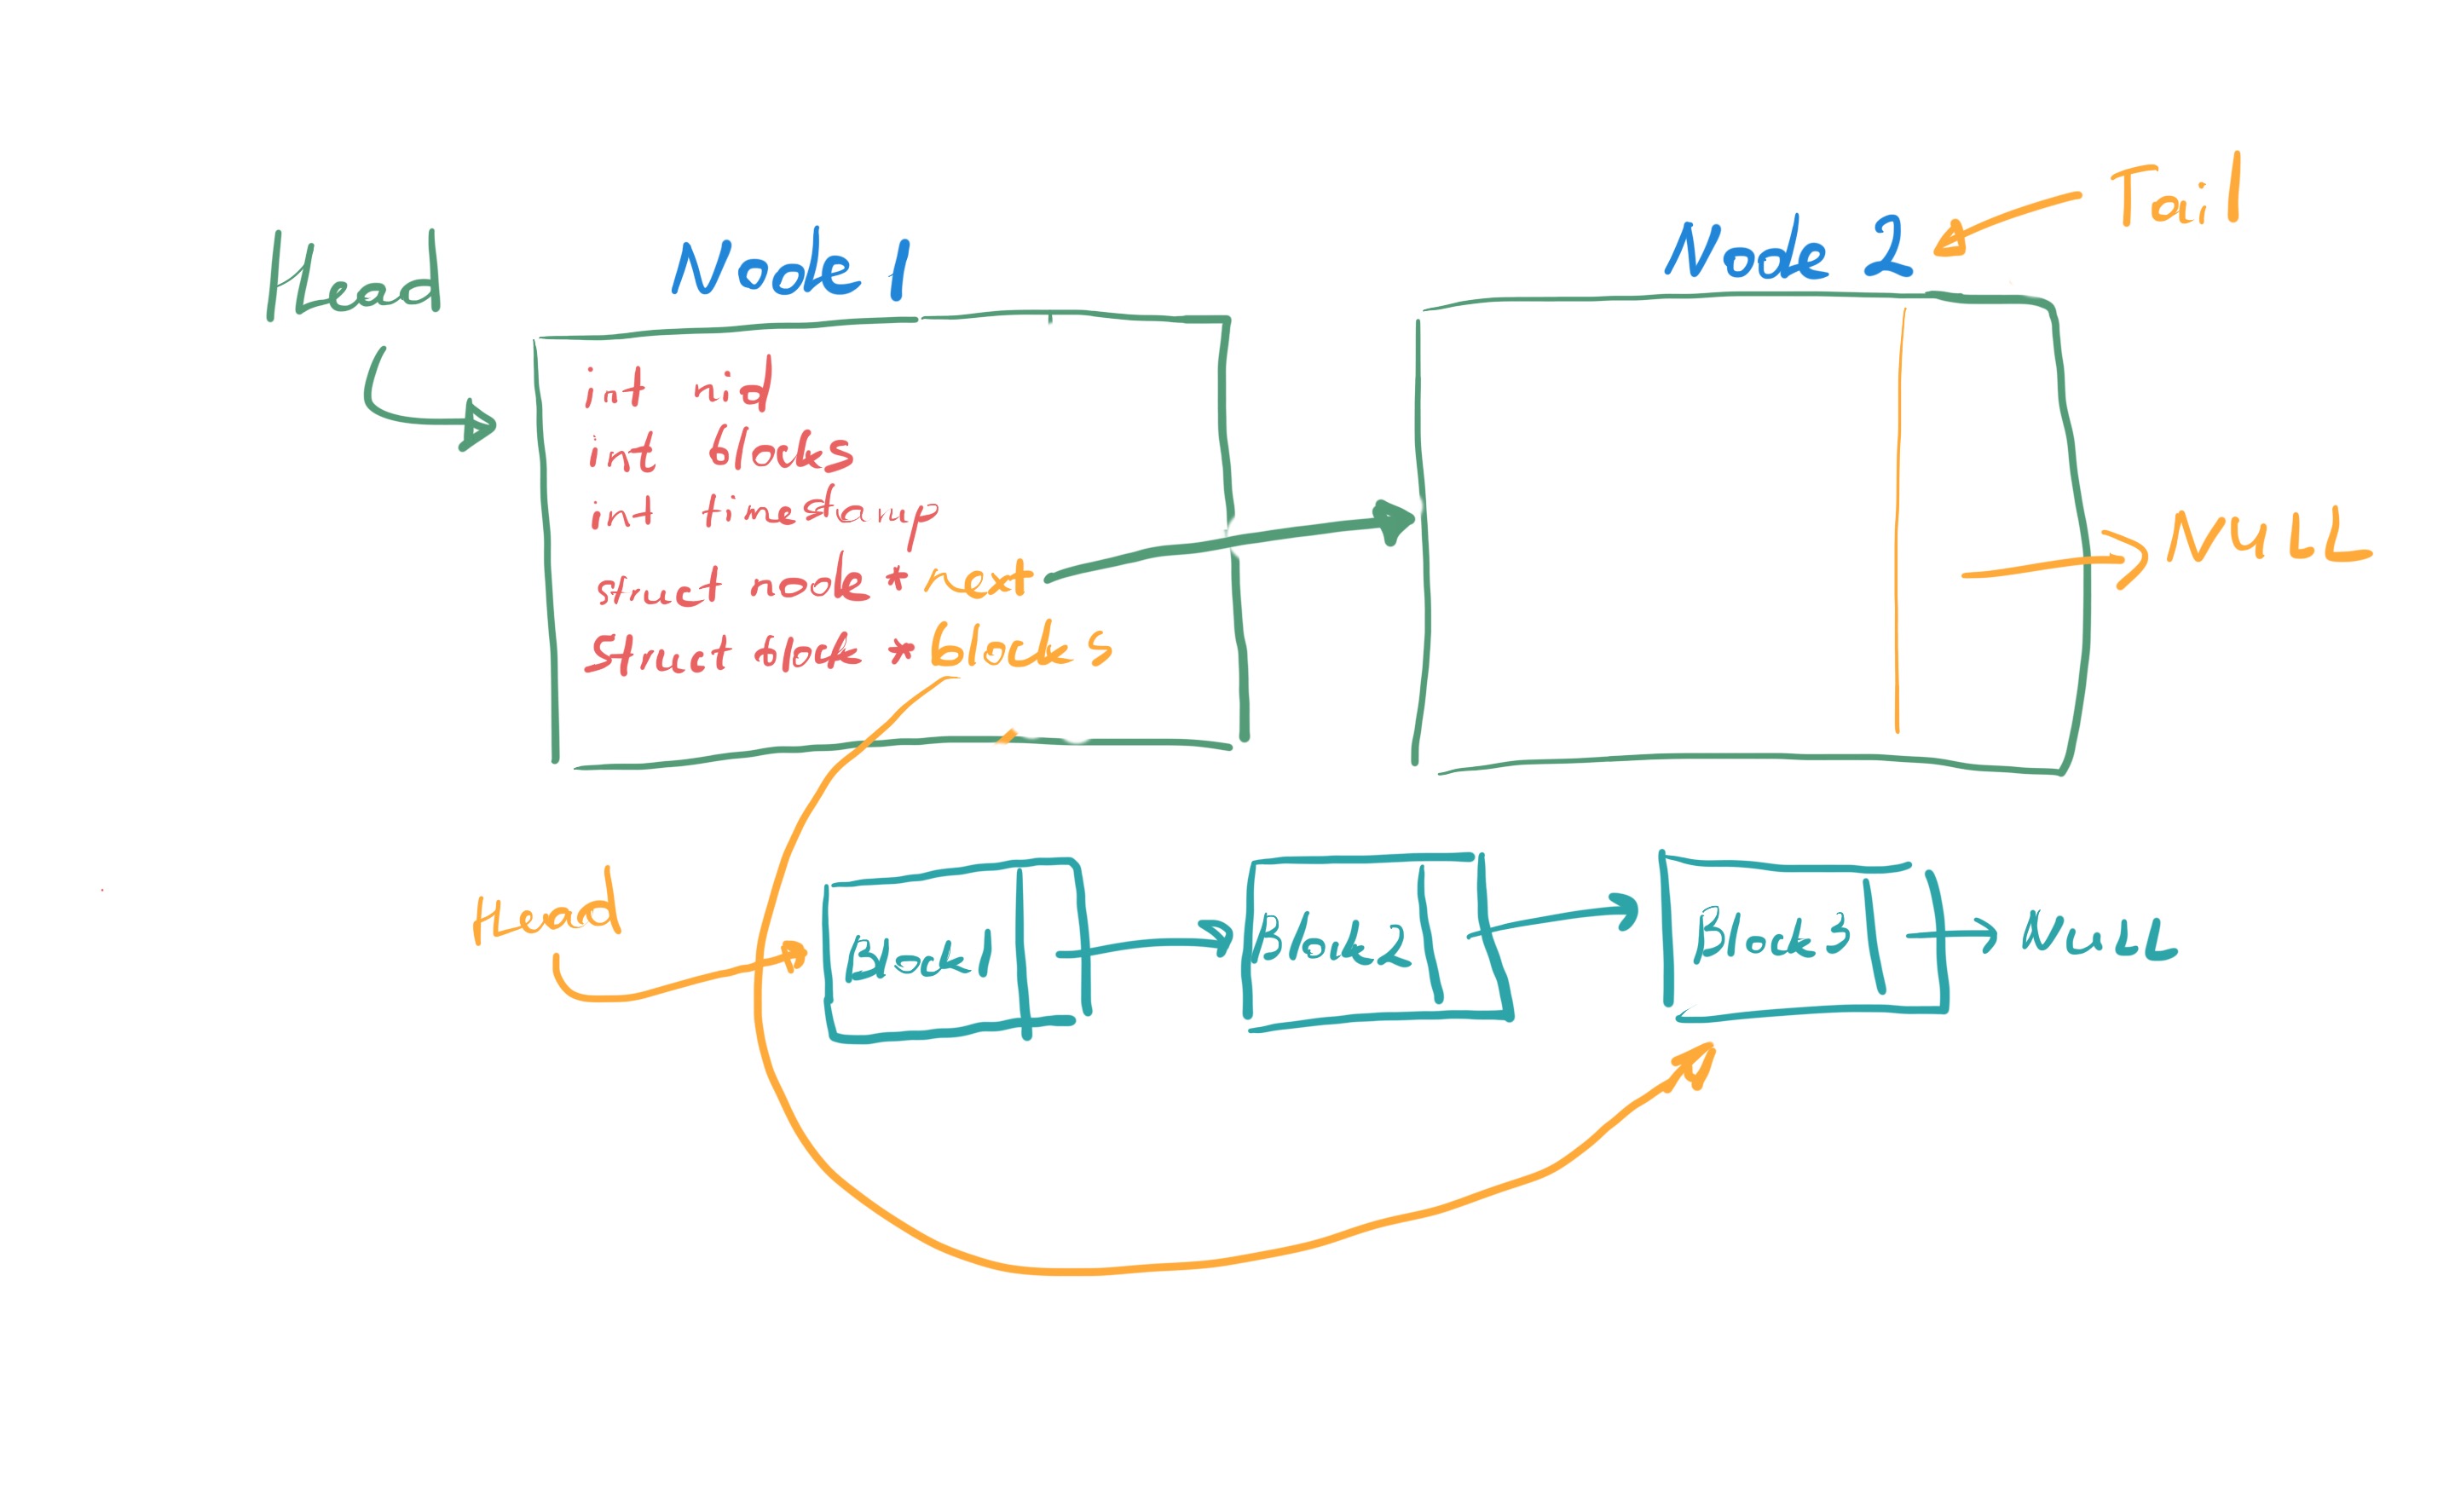 Tail
Head
Node 1
Node 2
int nid
int blocks
int timestamp
struct node * next
NULL
Struct block * blocks
Head
Block1
Block2
Block3
NULL